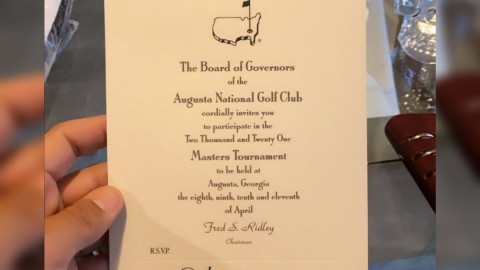 The Board of Governors
of the
Augusta National Golf Club
cordially invites you
to participate in the
Two Thousand and Twenty One
Masters Tournament
to be held at
Augusta, Georgia
the eighth, ninth, tenth and eleventh
of April
Fred S. Ridley
Chairman
R.S.V.P.